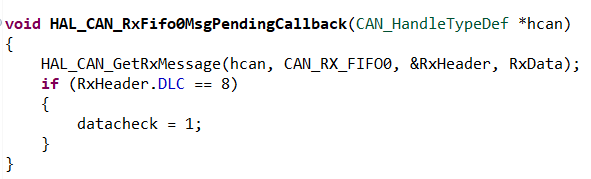 void HAL_CAN_RxFifo0MsgPendingCallback(CAN_HandleTypeDef *hcan)
{
    HAL_CAN_GetRxMessage(hcan, CAN_RX_FIFO0, &RxHeader, RxData);
    if (RxHeader.DLC == 8)
    {
        datacheck = 1;
    }
}